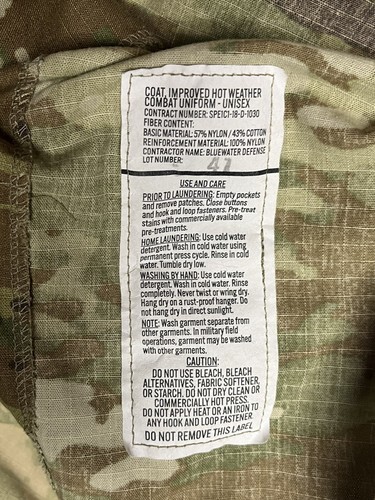 COAT, IMPROVED HOT WEATHER
COMBAT UNIFORM - UNISEX
CONTRACT NUMBER: SPE1C1-18-D-1030
FIBER CONTENT:
BASIC MATERIAL: 57% NYLON / 43% COTTON
REINFORCEMENT MATERIAL: 100% NYLON
CONTRACTOR NAME: BLUEWATER DEFENSE
LOT NUMBER: 41
USE AND CARE
PRIOR TO LAUNDERING: Empty pockets
and remove patches. Close buttons
and hook and loop fasteners. Pre-treat
stains with commercially available
pre-treatments.
HOME LAUNDERING: Use cold water
detergent. Wash in cold water using
permanent press cycle. Rinse in cold
water. Tumble dry low.
WASHING BY HAND: Use cold water
detergent. Wash in cold water. Rinse
completely. Never twist or wring dry.
Hang dry on a rust-proof hanger. Do
not hang dry in direct sunlight.
NOTE: Wash garment separate from
other garments. In military field
operations, garment may be washed
with other garments.
CAUTION:
DO NOT USE BLEACH, BLEACH
ALTERNATIVES, FABRIC SOFTENER,
OR STARCH. DO NOT DRY CLEAN OR
COMMERCIALLY HOT PRESS.
DO NOT APPLY HEAT OR AN IRON TO
ANY HOOK AND LOOP FASTENER
DO NOT REMOVE THIS LABEL